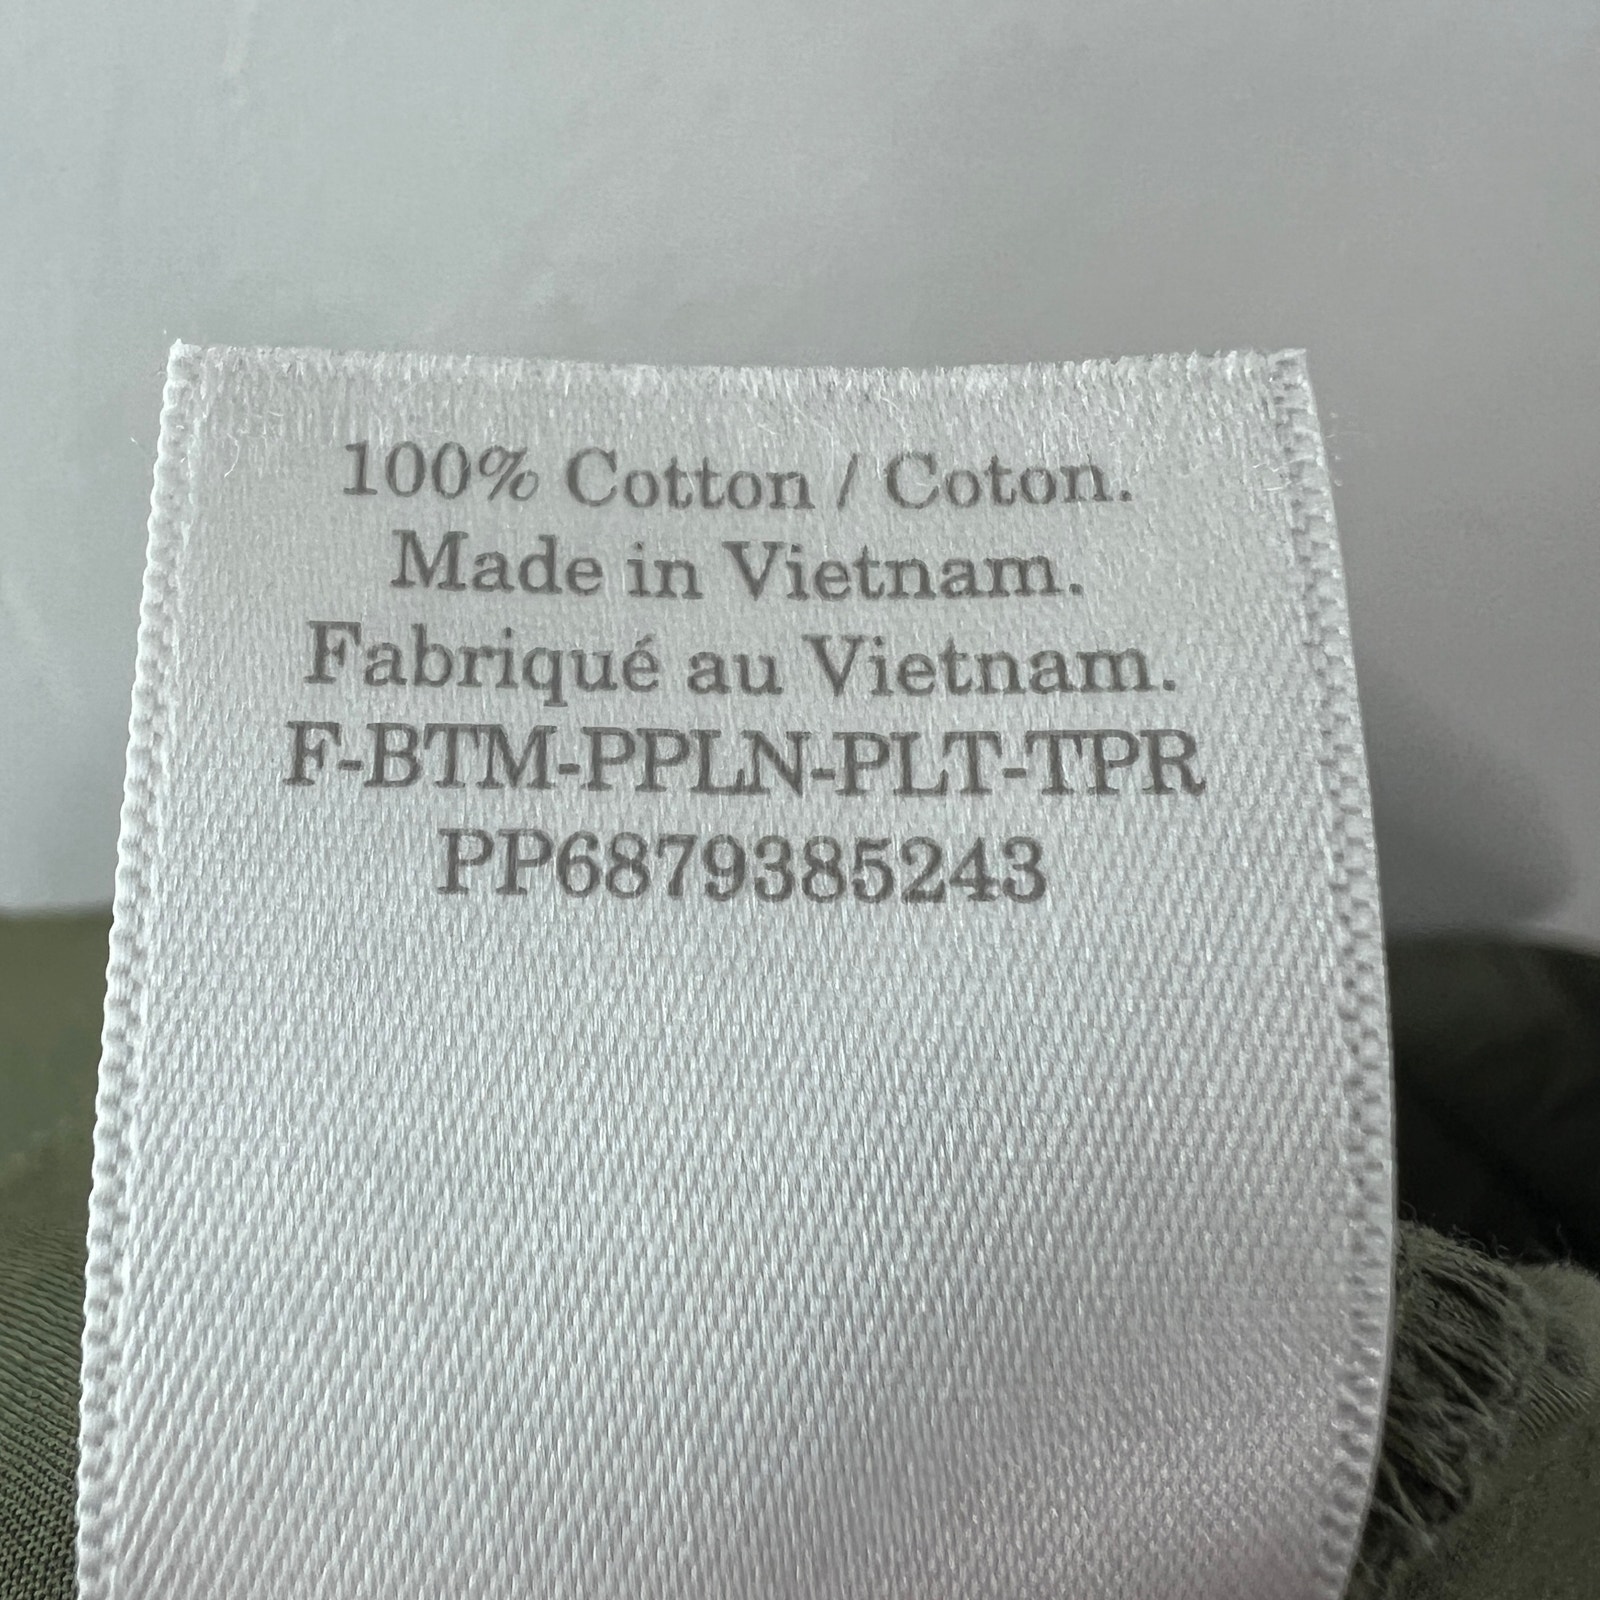 100% Cotton / Coton.
Made in Vietnam.
Fabriqué au Vietnam.
F-BTM-PPLN-PLT-TPR
PP6879385243